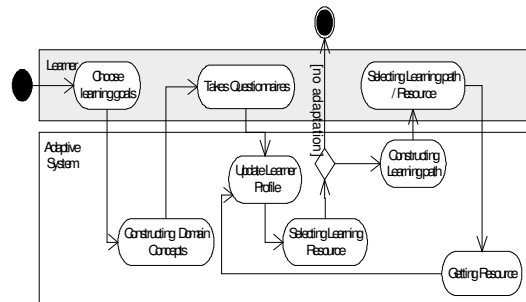 Learner
Choose
learning goals
Takes Questionnaires
[no adaptation]
Selecting Learning path
/ Resource
Adaptive
System
Update Learner
Profile
Constructing
Learning path
Constructing Domain
Concepts
Selecting Learning
Resource
Getting Resource